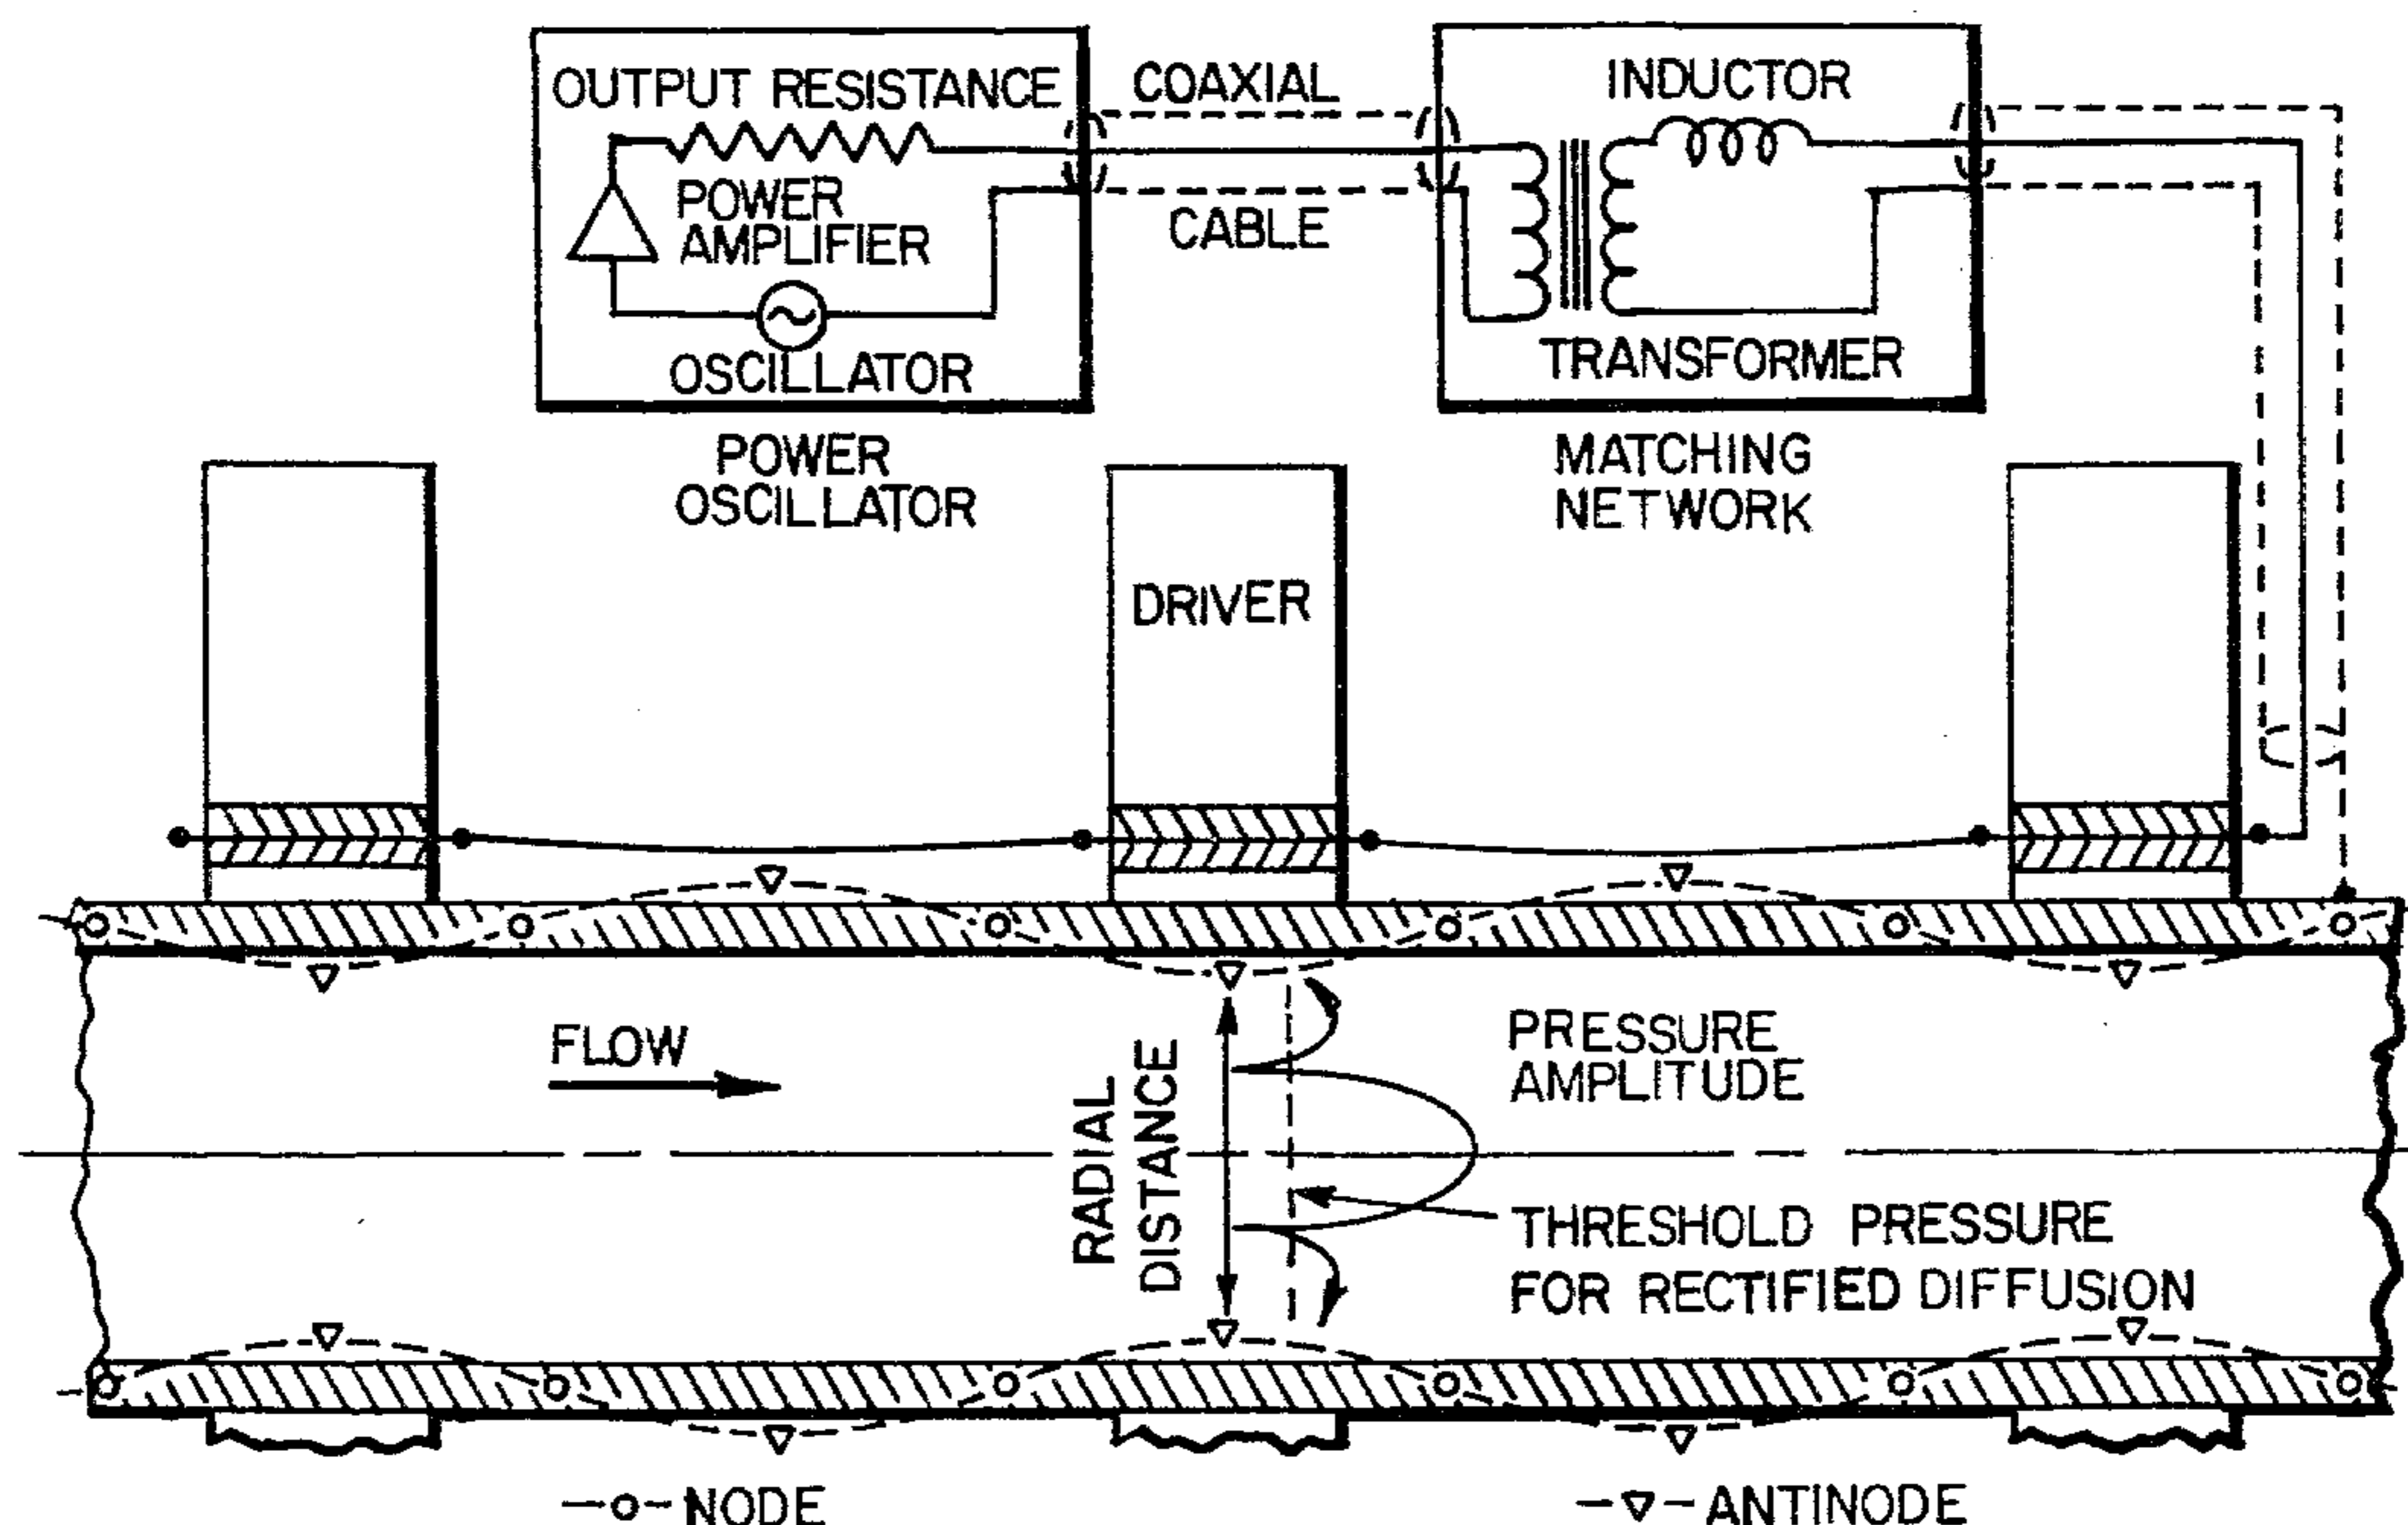 OUTPUT RESISTANCE
POWER
AMPLIFIER
OSCILLATOR
POWER
OSCILLATOR
COAXIAL
CABLE
INDUCTOR
TRANSFORMER
MATCHING
NETWORK
DRIVER
FLOW
RADIAL
DISTANCE
PRESSURE
AMPLITUDE
THRESHOLD PRESSURE
FOR RECTIFIED DIFFUSION
NODE
ANTINODE